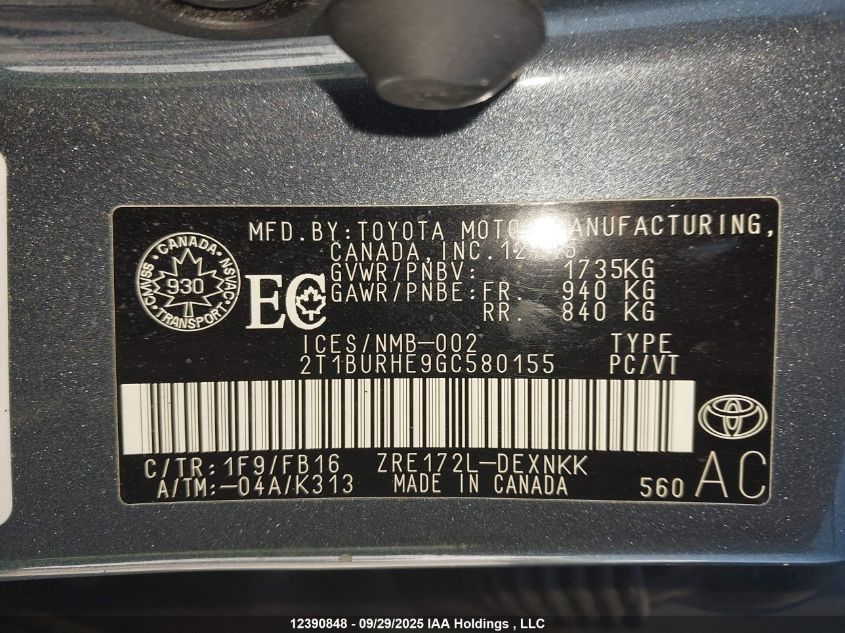 MFD.BY:TOYOTA MANUFACTURING,
CANADA,INC.
GVWR/PNBV: 1735KG
GAWR/PNBE:FR. 940 KG
RR. 840 KG
CMVSS • CANADA • NSVAC • TRANSPORT
930
EC
ICES/NMB-002 TYPE
2T1BURHE9GC580155 PC/VT
C/TR:1F9/FB16 ZRE172L-DEXNKK
A/TM:-04A/K313 MADE IN CANADA 560 AC
12390848 - 09/29/2025 IAA Holdings , LLC